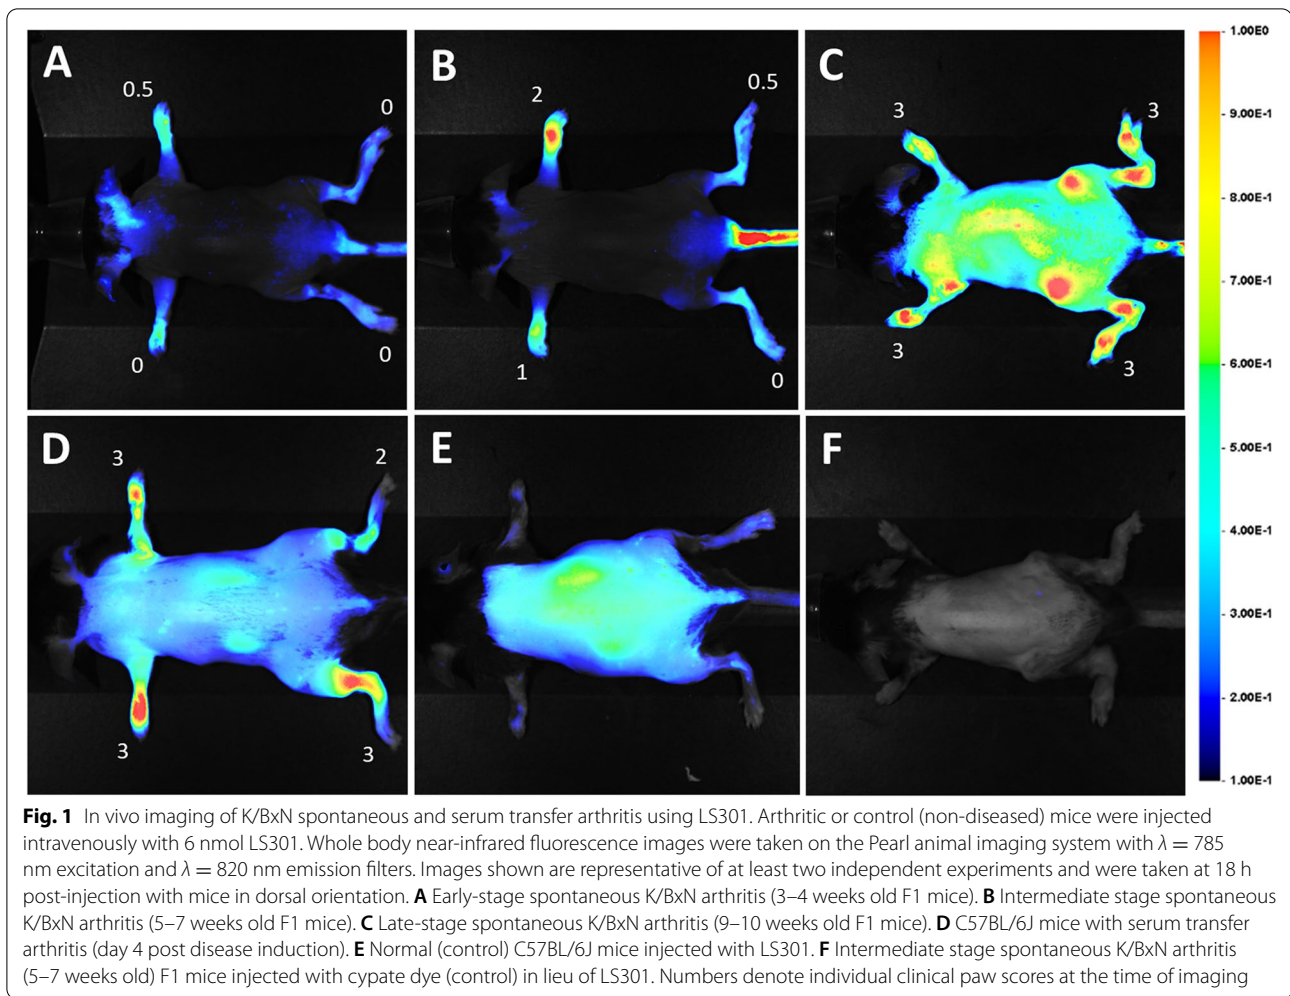 A
0.5
0
0
0
B
2
0.5
1
0
C
3
3
3
3
1.00E0
9.00E-1
8.00E-1
7.00E-1
6.00E-1
5.00E-1
4.00E-1
3.00E-1
2.00E-1
1.00E-1
D
3
2
3
3
E
F
Fig. 1 In vivo imaging of K/BxN spontaneous and serum transfer arthritis using LS301. Arthritic or control (non-diseased) mice were injected
intravenously with 6 nmol LS301. Whole body near-infrared fluorescence images were taken on the Pearl animal imaging system with λ = 785
nm excitation and λ = 820 nm emission filters. Images shown are representative of at least two independent experiments and were taken at 18 h
post-injection with mice in dorsal orientation. A Early-stage spontaneous K/BxN arthritis (3–4 weeks old F1 mice). B Intermediate stage spontaneous
K/BxN arthritis (5–7 weeks old F1 mice). C Late-stage spontaneous K/BxN arthritis (9–10 weeks old F1 mice). D C57BL/6J mice with serum transfer
arthritis (day 4 post disease induction). E Normal (control) C57BL/6J mice injected with LS301. F Intermediate stage spontaneous K/BxN arthritis
(5–7 weeks old) F1 mice injected with cypate dye (control) in lieu of LS301. Numbers denote individual clinical paw scores at the time of imaging